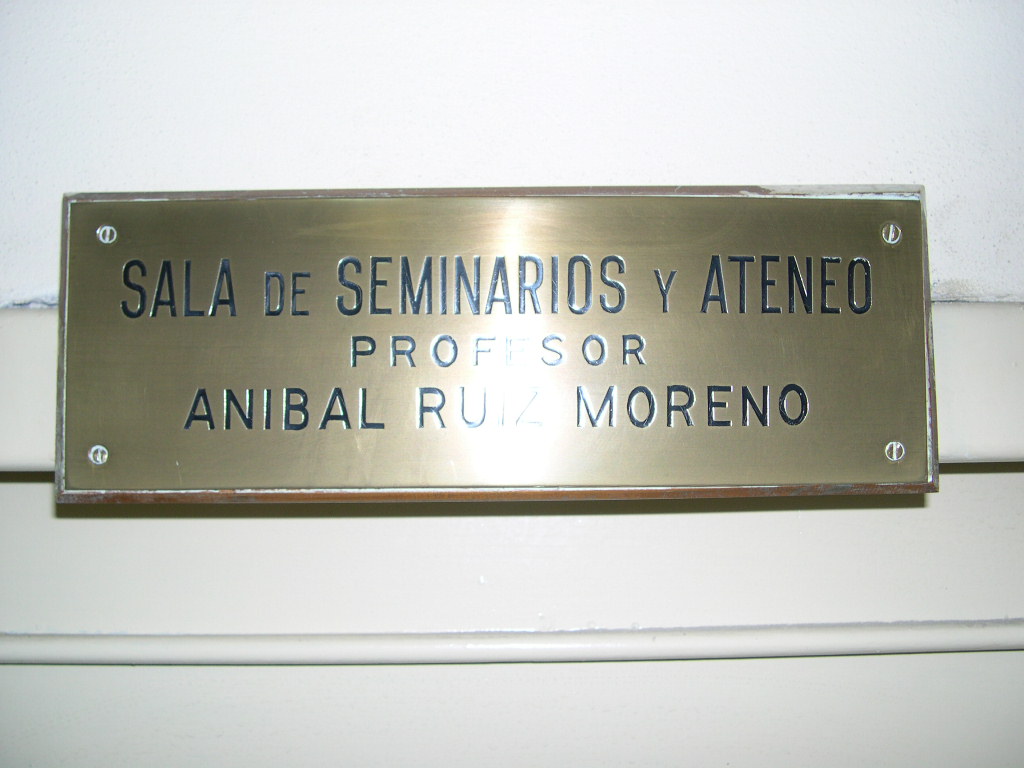 SALA DE SEMINARIOS Y ATENEO
PROFESOR
ANIBAL RUIZ MORENO